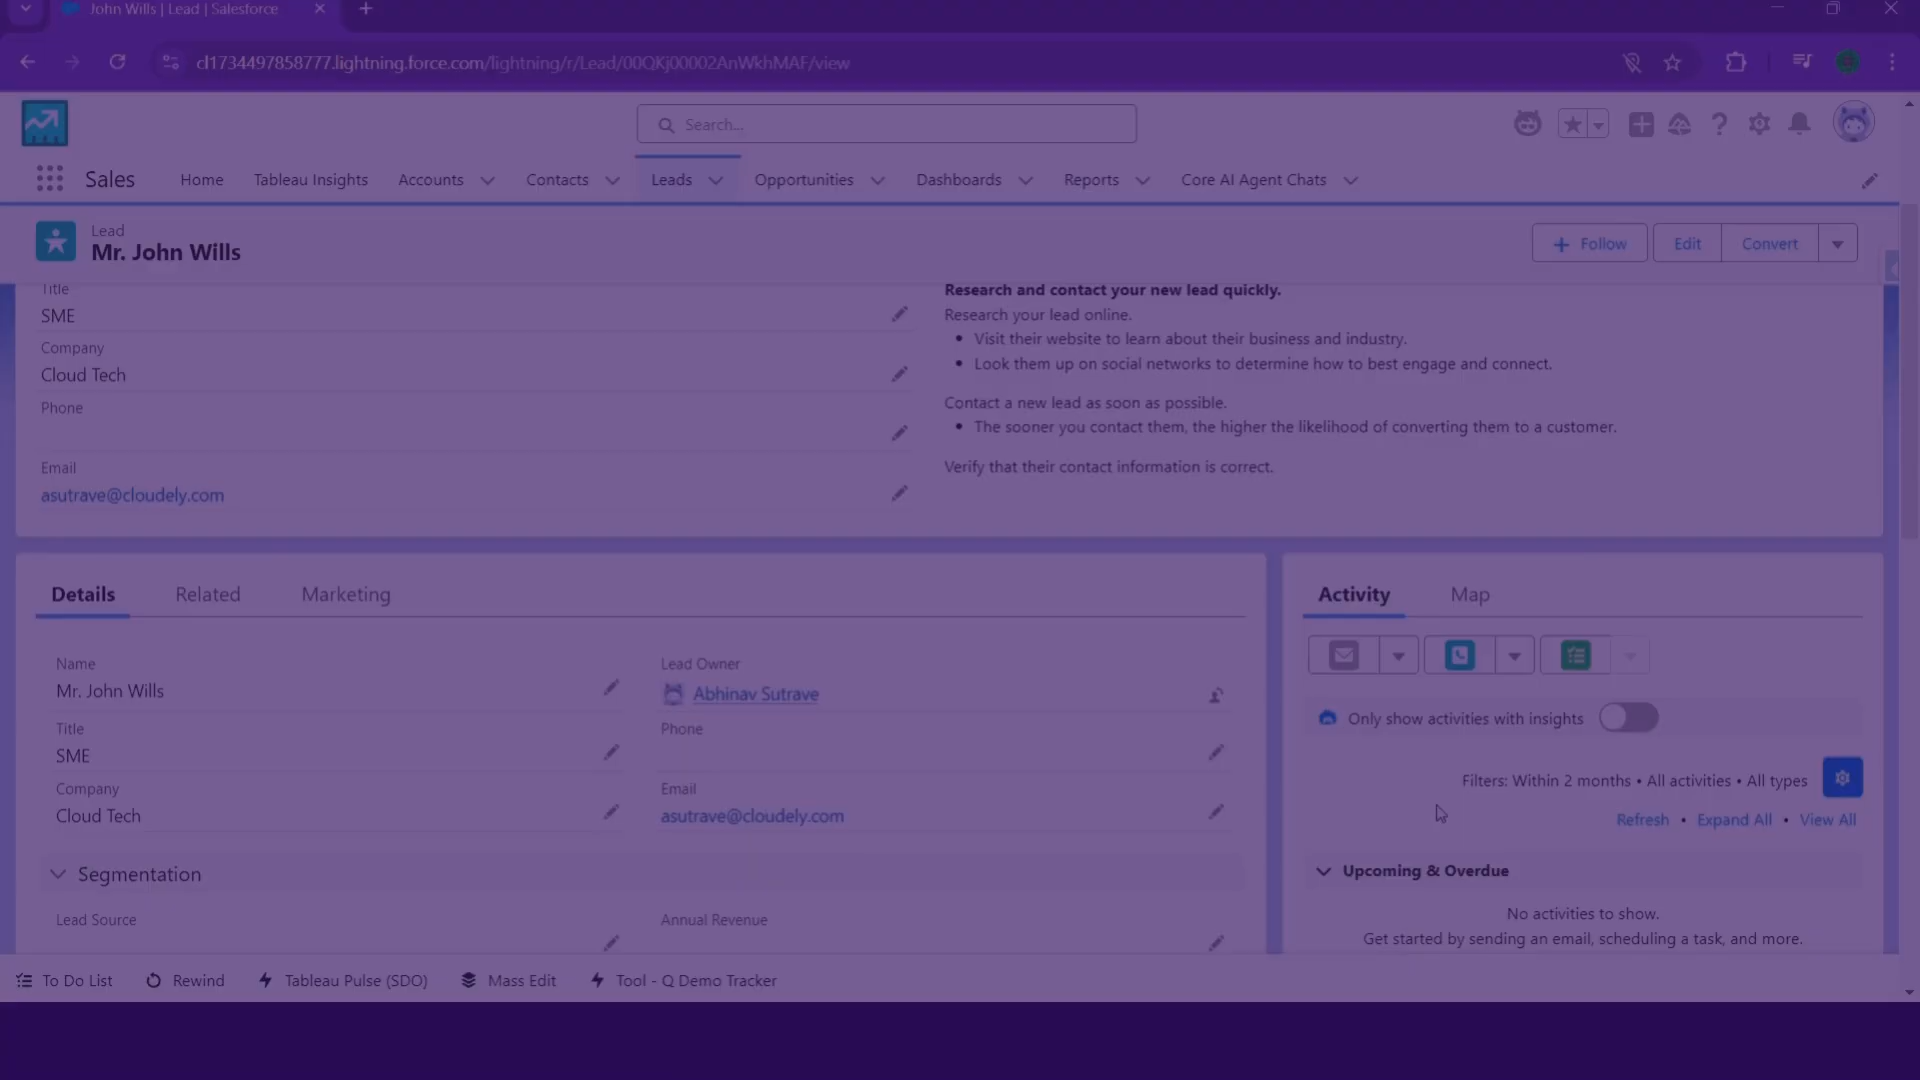 John Wills | Lead | Salesforce
cl1734497858777.lightning.force.com/lightning/r/Lead/00QKj00002AnWkhMAF/view
Search...
Sales Home Tableau Insights Accounts Contacts Leads Opportunities Dashboards Reports Core AI Agent Chats
Lead
Mr. John Wills
Follow Edit Convert
Title
SME
Company
Cloud Tech
Phone
Email
asutrave@cloudely.com
Research and contact your new lead quickly.
Research your lead online.
• Visit their website to learn about their business and industry.
• Look them up on social networks to determine how to best engage and connect.
Contact a new lead as soon as possible.
• The sooner you contact them, the higher the likelihood of converting them to a customer.
Verify that their contact information is correct.
Details Related Marketing
Name
Mr. John Wills
Title
SME
Company
Cloud Tech
Lead Owner
Abhinav Sutrave
Phone
Email
asutrave@cloudely.com
Segmentation
Lead Source
Annual Revenue
Activity Map
Only show activities with insights
Filters: Within 2 months • All activities • All types
Refresh • Expand All • View All
Upcoming & Overdue
No activities to show.
Get started by sending an email, scheduling a task, and more.
To Do List Rewind Tableau Pulse (SDO) Mass Edit Tool - Q Demo Tracker